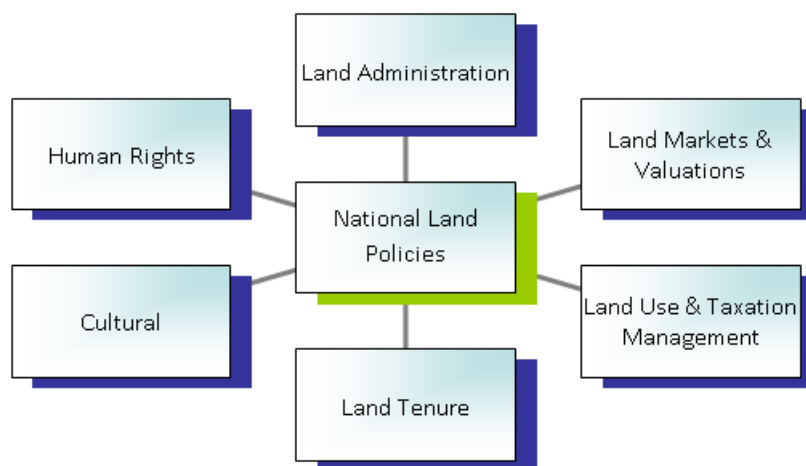 Land Administration
Human Rights
Land Markets &
Valuations
National Land
Policies
Cultural
Land Use & Taxation
Management
Land Tenure